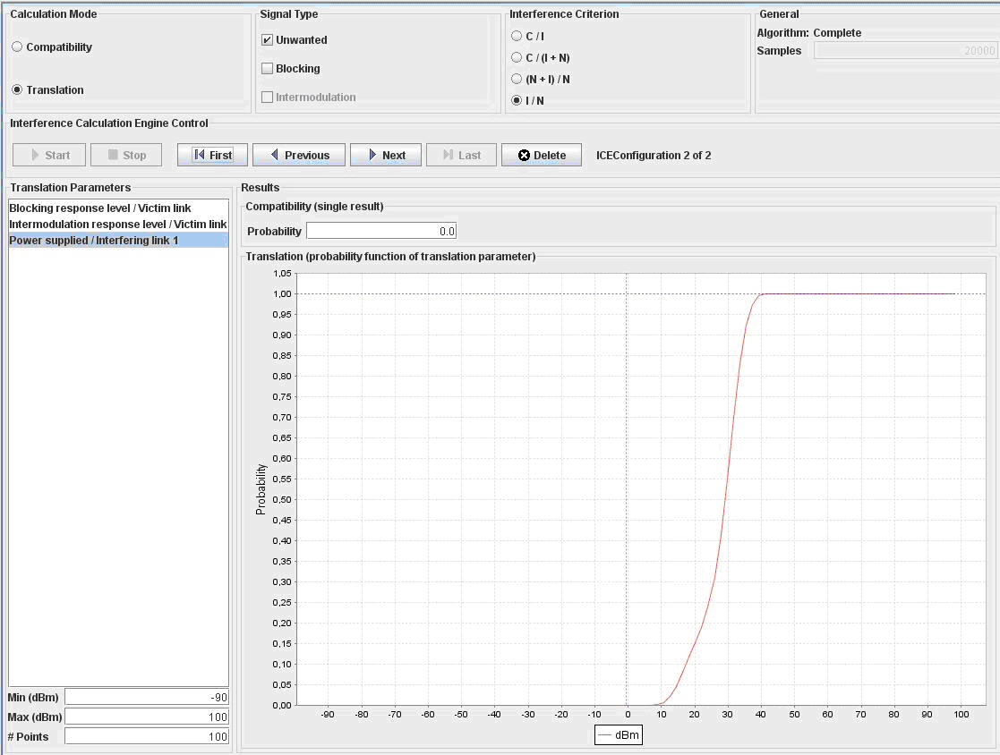 Calculation Mode
Compatibility
Translation
Signal Type
Unwanted
Blocking
Intermodulation
Interference Criterion
C / I
C / (I + N)
(N + I) / N
I / N
General
Algorithm: Complete
Samples 20000
Interference Calculation Engine Control
Start Stop First Previous Next Last Delete ICEConfiguration 2 of 2
Translation Parameters
Blocking response level / Victim link
Intermodulation response level / Victim link
Power supplied / Interfering link 1
Min (dBm) -90
Max (dBm) 100
# Points 100
Results
Compatibility (single result)
Probability 0.0
Translation (probability function of translation parameter)
1,05
1,00
0,95
0,90
0,85
0,80
0,75
0,70
0,65
0,60
0,55
0,50
0,45
0,40
0,35
0,30
0,25
0,20
0,15
0,10
0,05
0,00
Probability
-90 -80 -70 -60 -50 -40 -30 -20 -10 0 10 20 30 40 50 60 70 80 90 100
dBm